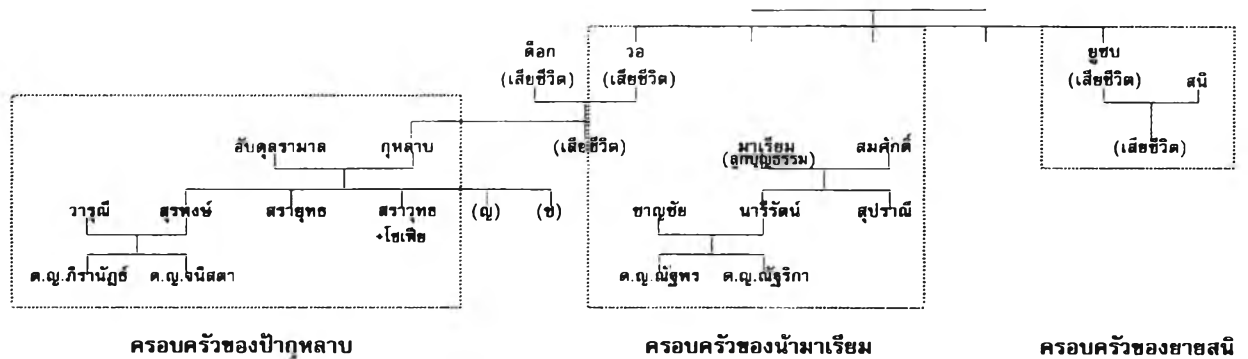 ต็อก วอ ยูซบ
(เสียชีวิต) (เสียชีวิต) (เสียชีวิต) สนิ
อับดุลรามาล กุหลาบ (เสียชีวิต) มาเรียม สมศักดิ์ (เสียชีวิต)
(ลูกบุญธรรม)
วารุณี สุรพงษ์ สรายุทธ สราวุทธ (ญ) (ช) ชาญชัย นารีรัตน์ สุปราณี
+โซเฟีย
ด.ญ.ภิรานัฏธ์ ด.ญ.จนิสตา ด.ญ.ณัฐพร ด.ญ.ณัฐริกา
ครอบครัวของป้ากุหลาบ ครอบครัวของน้ามาเรียม ครอบครัวของยายสนิ